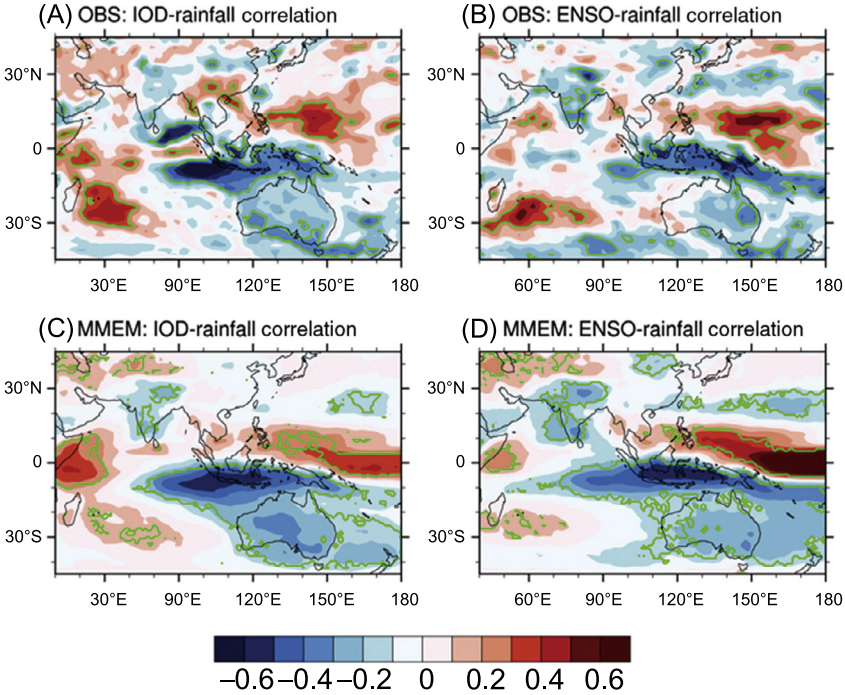 (A) OBS: IOD-rainfall correlation
(B) OBS: ENSO-rainfall correlation
30°N
0
30°S
30°N
0
30°S
30°E 90°E 120°E 150°E 180
60°E 90°E 120°E 150°E 180
(C) MMEM: IOD-rainfall correlation
(D) MMEM: ENSO-rainfall correlation
30°N
0
30°S
30°N
0
30°S
30°E 90°E 120°E 150°E 180
60°E 90°E 120°E 150°E 180
−0.6 −0.4 −0.2 0 0.2 0.4 0.6